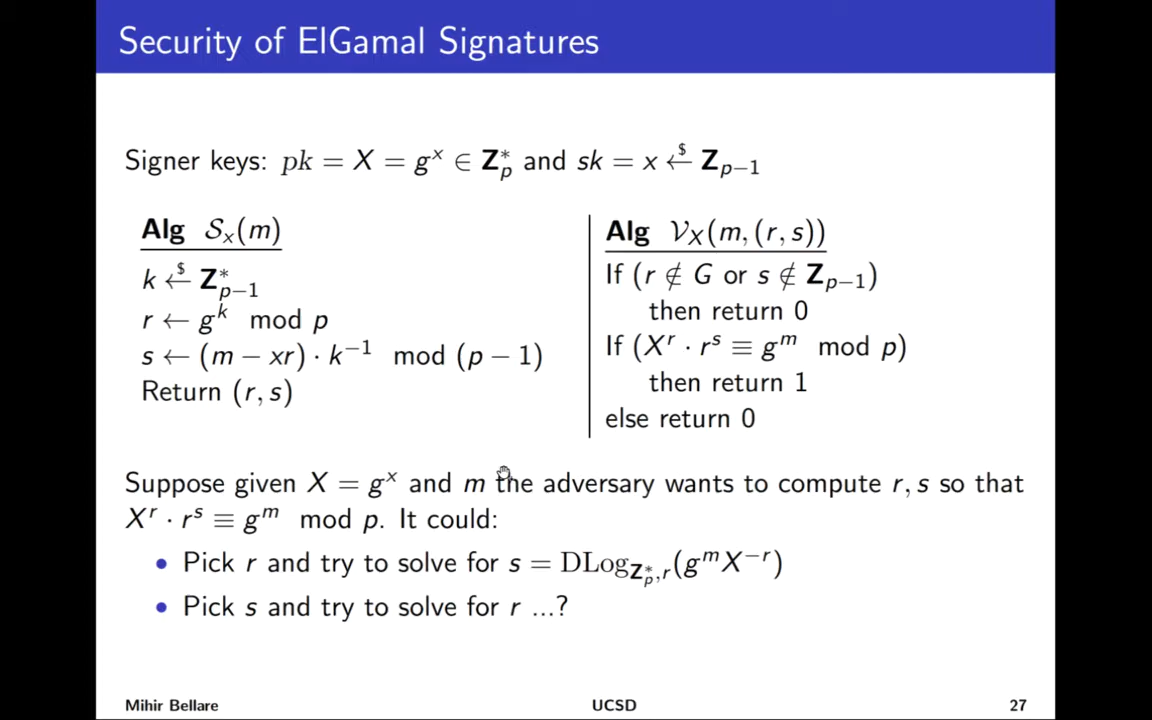 Security of ElGamal Signatures
Signer keys: pk = X = g^x ∈ Z_p^* and sk = x ←$ Z_{p−1}
Alg S_x(m)
k ←$ Z_{p−1}^*
r ← g^k mod p
s ← (m − xr) · k^{−1} mod (p − 1)
Return (r, s)
Alg V_X(m, (r, s))
If (r ∉ G or s ∉ Z_{p−1})
then return 0
If (X^r · r^s ≡ g^m mod p)
then return 1
else return 0
Suppose given X = g^x and m the adversary wants to compute r, s so that
X^r · r^s ≡ g^m mod p. It could:
• Pick r and try to solve for s = DLog_{Z_p^*,r}(g^m X^{−r})
• Pick s and try to solve for r ...?
Mihir Bellare UCSD 27